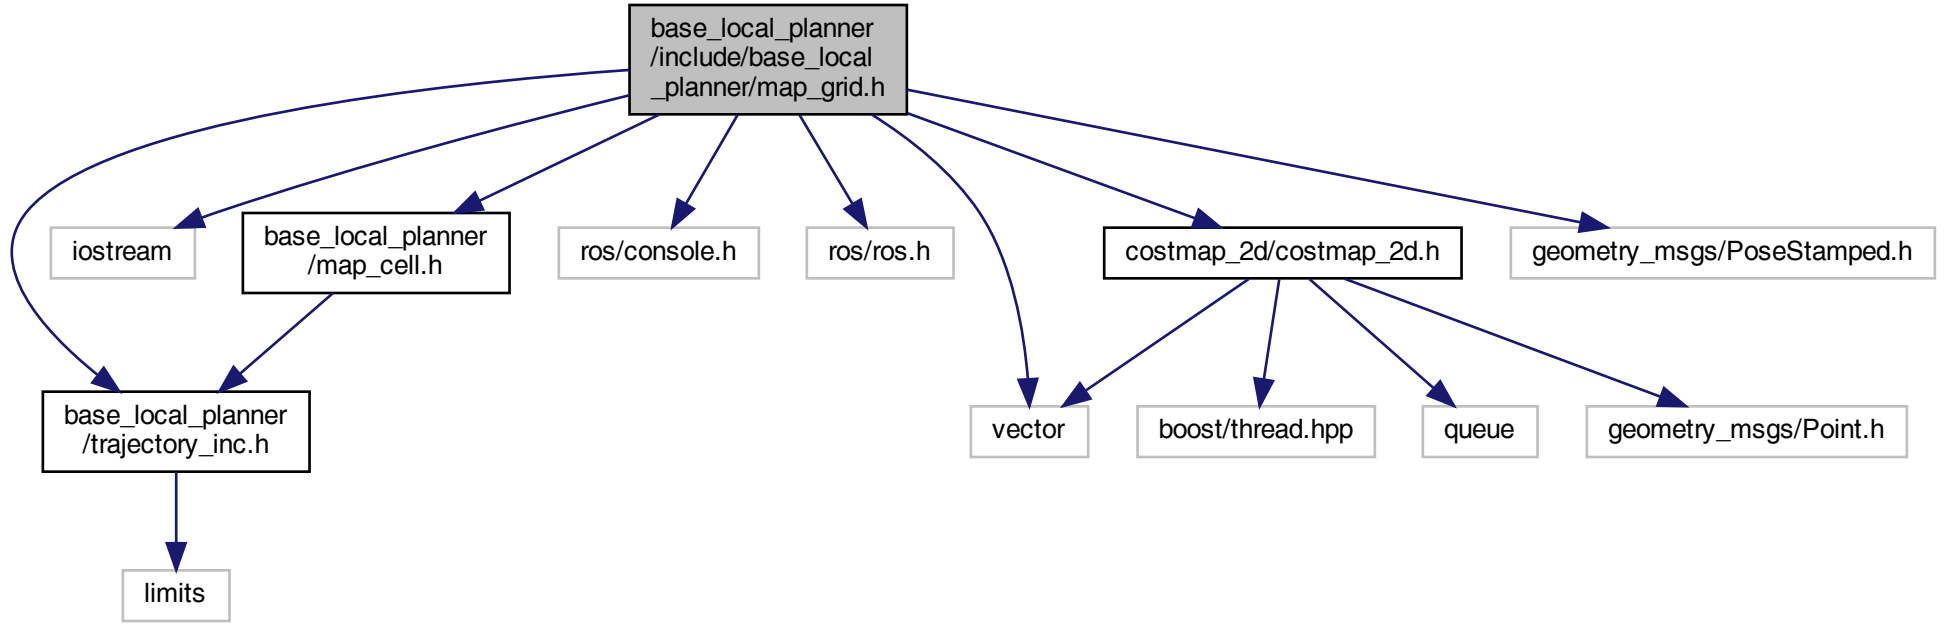 base_local_planner
/include/base_local
_planner/map_grid.h
iostream
base_local_planner
/map_cell.h
ros/console.h
ros/ros.h
costmap_2d/costmap_2d.h
geometry_msgs/PoseStamped.h
base_local_planner
/trajectory_inc.h
vector
boost/thread.hpp
queue
geometry_msgs/Point.h
limits